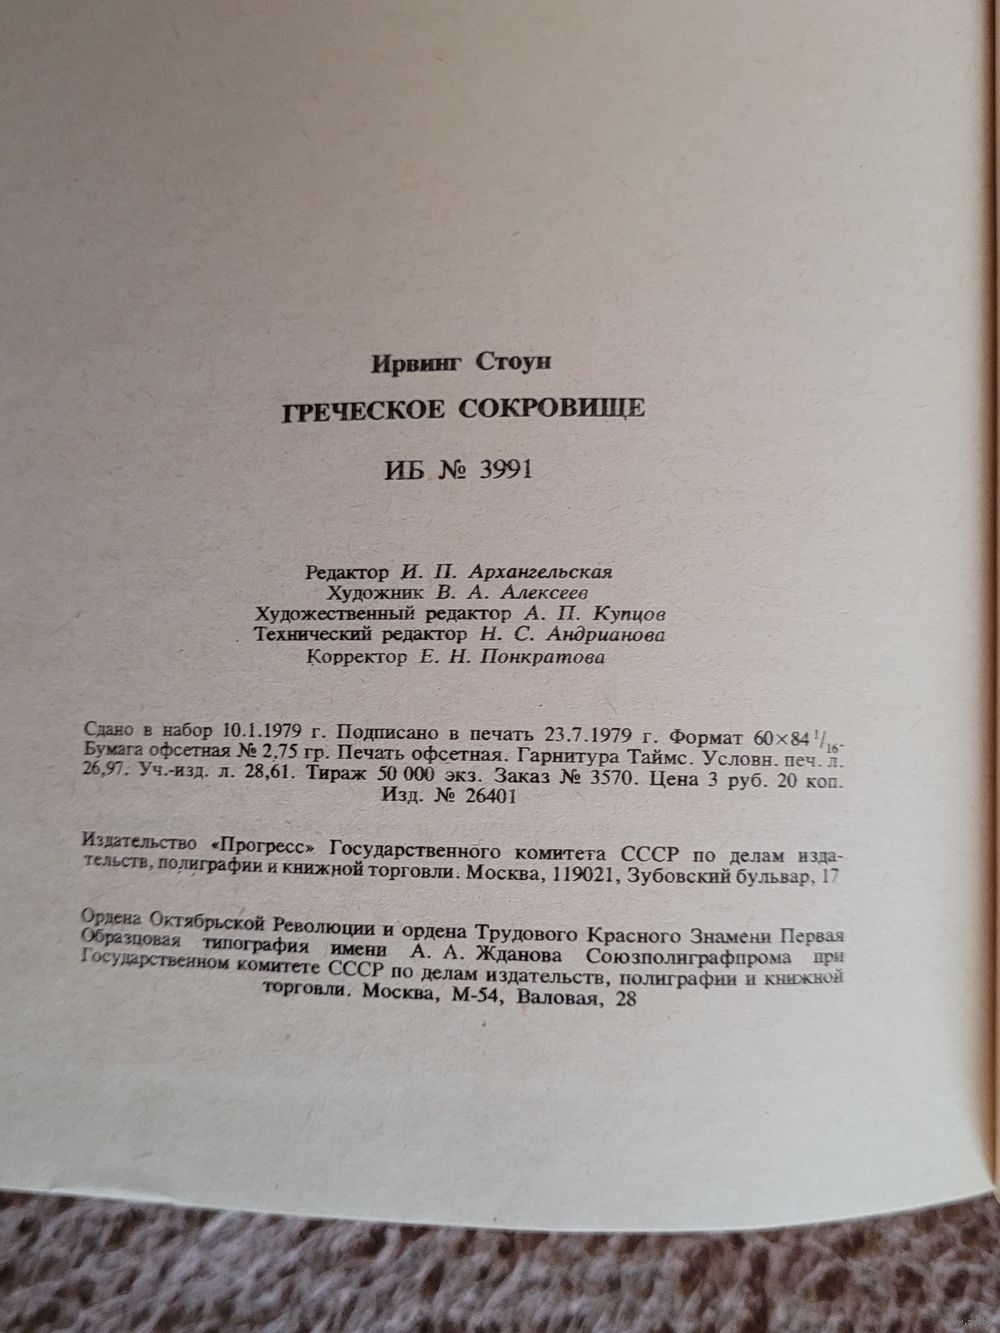 Ирвинг Стоун
ГРЕЧЕСКОЕ СОКРОВИЩЕ
ИБ № 3991
Редактор И. П. Архангельская
Художник В. А. Алексеев
Художественный редактор А. П. Купцов
Технический редактор Н. С. Андрианова
Корректор Е. Н. Понкратова
Сдано в набор 10.1.1979 г. Подписано в печать 23.7.1979 г. Формат 60×84 1/16.
Бумага офсетная № 2,75 гр. Печать офсетная. Гарнитура Таймс. Условн. печ. л.
26,97. Уч.-изд. л. 28,61. Тираж 50 000 экз. Заказ № 3570. Цена 3 руб. 20 коп.
Изд. № 26401
Издательство «Прогресс» Государственного комитета СССР по делам изда-
тельств, полиграфии и книжной торговли. Москва, 119021, Зубовский бульвар, 17
Ордена Октябрьской Революции и ордена Трудового Красного Знамени Первая
Образцовая типография имени А. А. Жданова Союзполиграфпрома при
Государственном комитете СССР по делам издательств, полиграфии и книжной
торговли. Москва, М-54, Валовая, 28